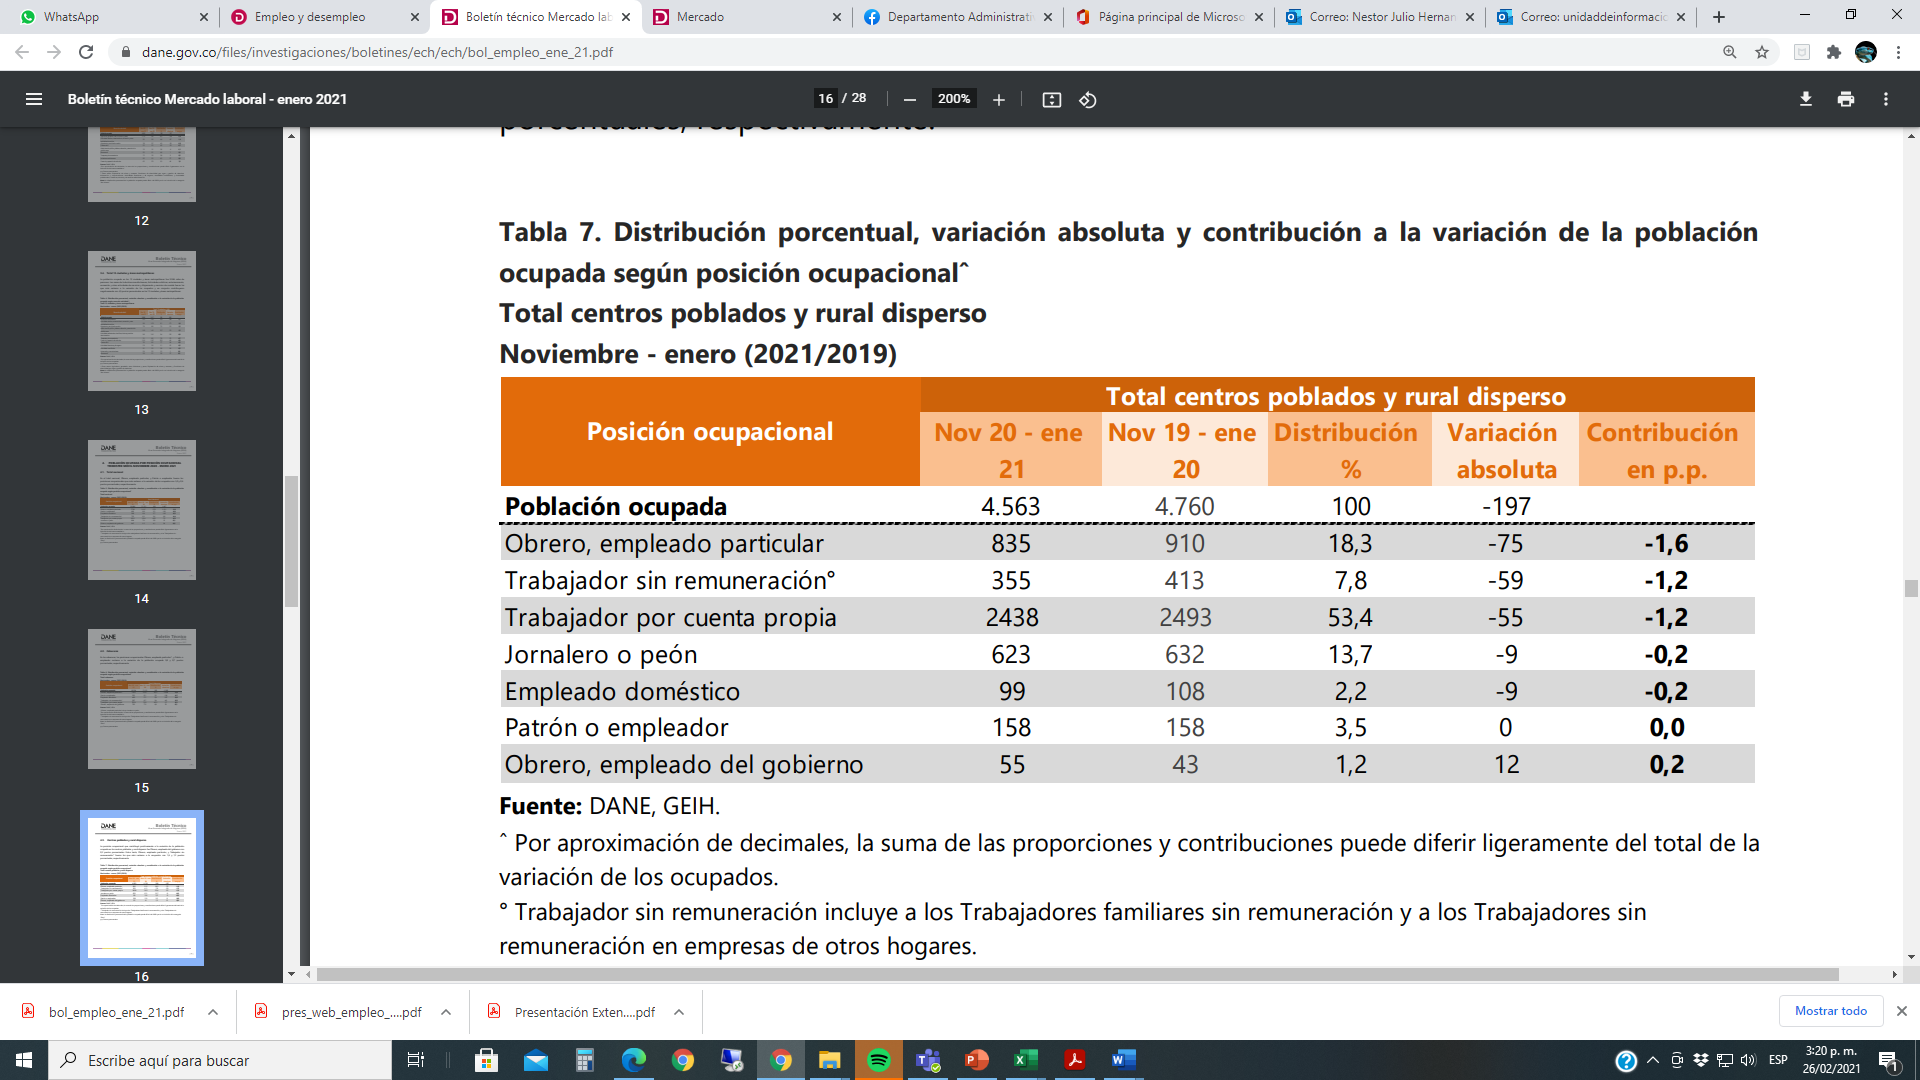 WhatsApp
Empleo y desempleo
Boletín técnico Mercado lab
Mercado
Departamento Administrati
Página principal de Microso
Correo: Nestor Julio Hernan
Correo: unidaddeinformacio
dane.gov.co/files/investigaciones/boletines/ech/ech/bol_empleo_ene_21.pdf
Boletín técnico Mercado laboral - enero 2021
16 / 28
200%
12
13
14
15
16
porcentuales, respectivamente.
Tabla 7. Distribución porcentual, variación absoluta y contribución a la variación de la población
ocupada según posición ocupacionalˆ
Total centros poblados y rural disperso
Noviembre - enero (2021/2019)
Posición ocupacional
Total centros poblados y rural disperso
Nov 20 - ene 21 Nov 19 - ene 20 Distribución % Variación absoluta Contribución en p.p.
Población ocupada 4.563 4.760 100 -197
Obrero, empleado particular 835 910 18,3 -75 -1,6
Trabajador sin remuneración° 355 413 7,8 -59 -1,2
Trabajador por cuenta propia 2438 2493 53,4 -55 -1,2
Jornalero o peón 623 632 13,7 -9 -0,2
Empleado doméstico 99 108 2,2 -9 -0,2
Patrón o empleador 158 158 3,5 0 0,0
Obrero, empleado del gobierno 55 43 1,2 12 0,2
Fuente: DANE, GEIH.
ˆ Por aproximación de decimales, la suma de las proporciones y contribuciones puede diferir ligeramente del total de la
variación de los ocupados.
° Trabajador sin remuneración incluye a los Trabajadores familiares sin remuneración y a los Trabajadores sin
remuneración en empresas de otros hogares.
bol_empleo_ene_21.pdf
pres_web_empleo_....pdf
Presentación Exten....pdf
Mostrar todo
Escribe aquí para buscar
ESP
3:20 p. m.
26/02/2021